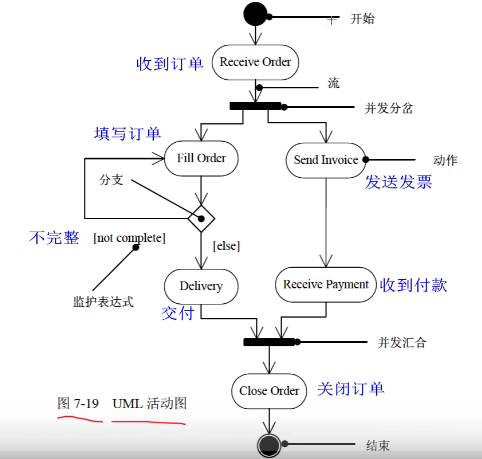 开始
收到订单 Receive Order
流
并发分岔
填写订单
Fill Order
Send Invoice
动作
分支
发送发票
不完整 [not complete]
[else]
Delivery
Receive Payment
收到付款
监护表达式
交付
并发汇合
Close Order
关闭订单
图 7-19 UML 活动图
结束